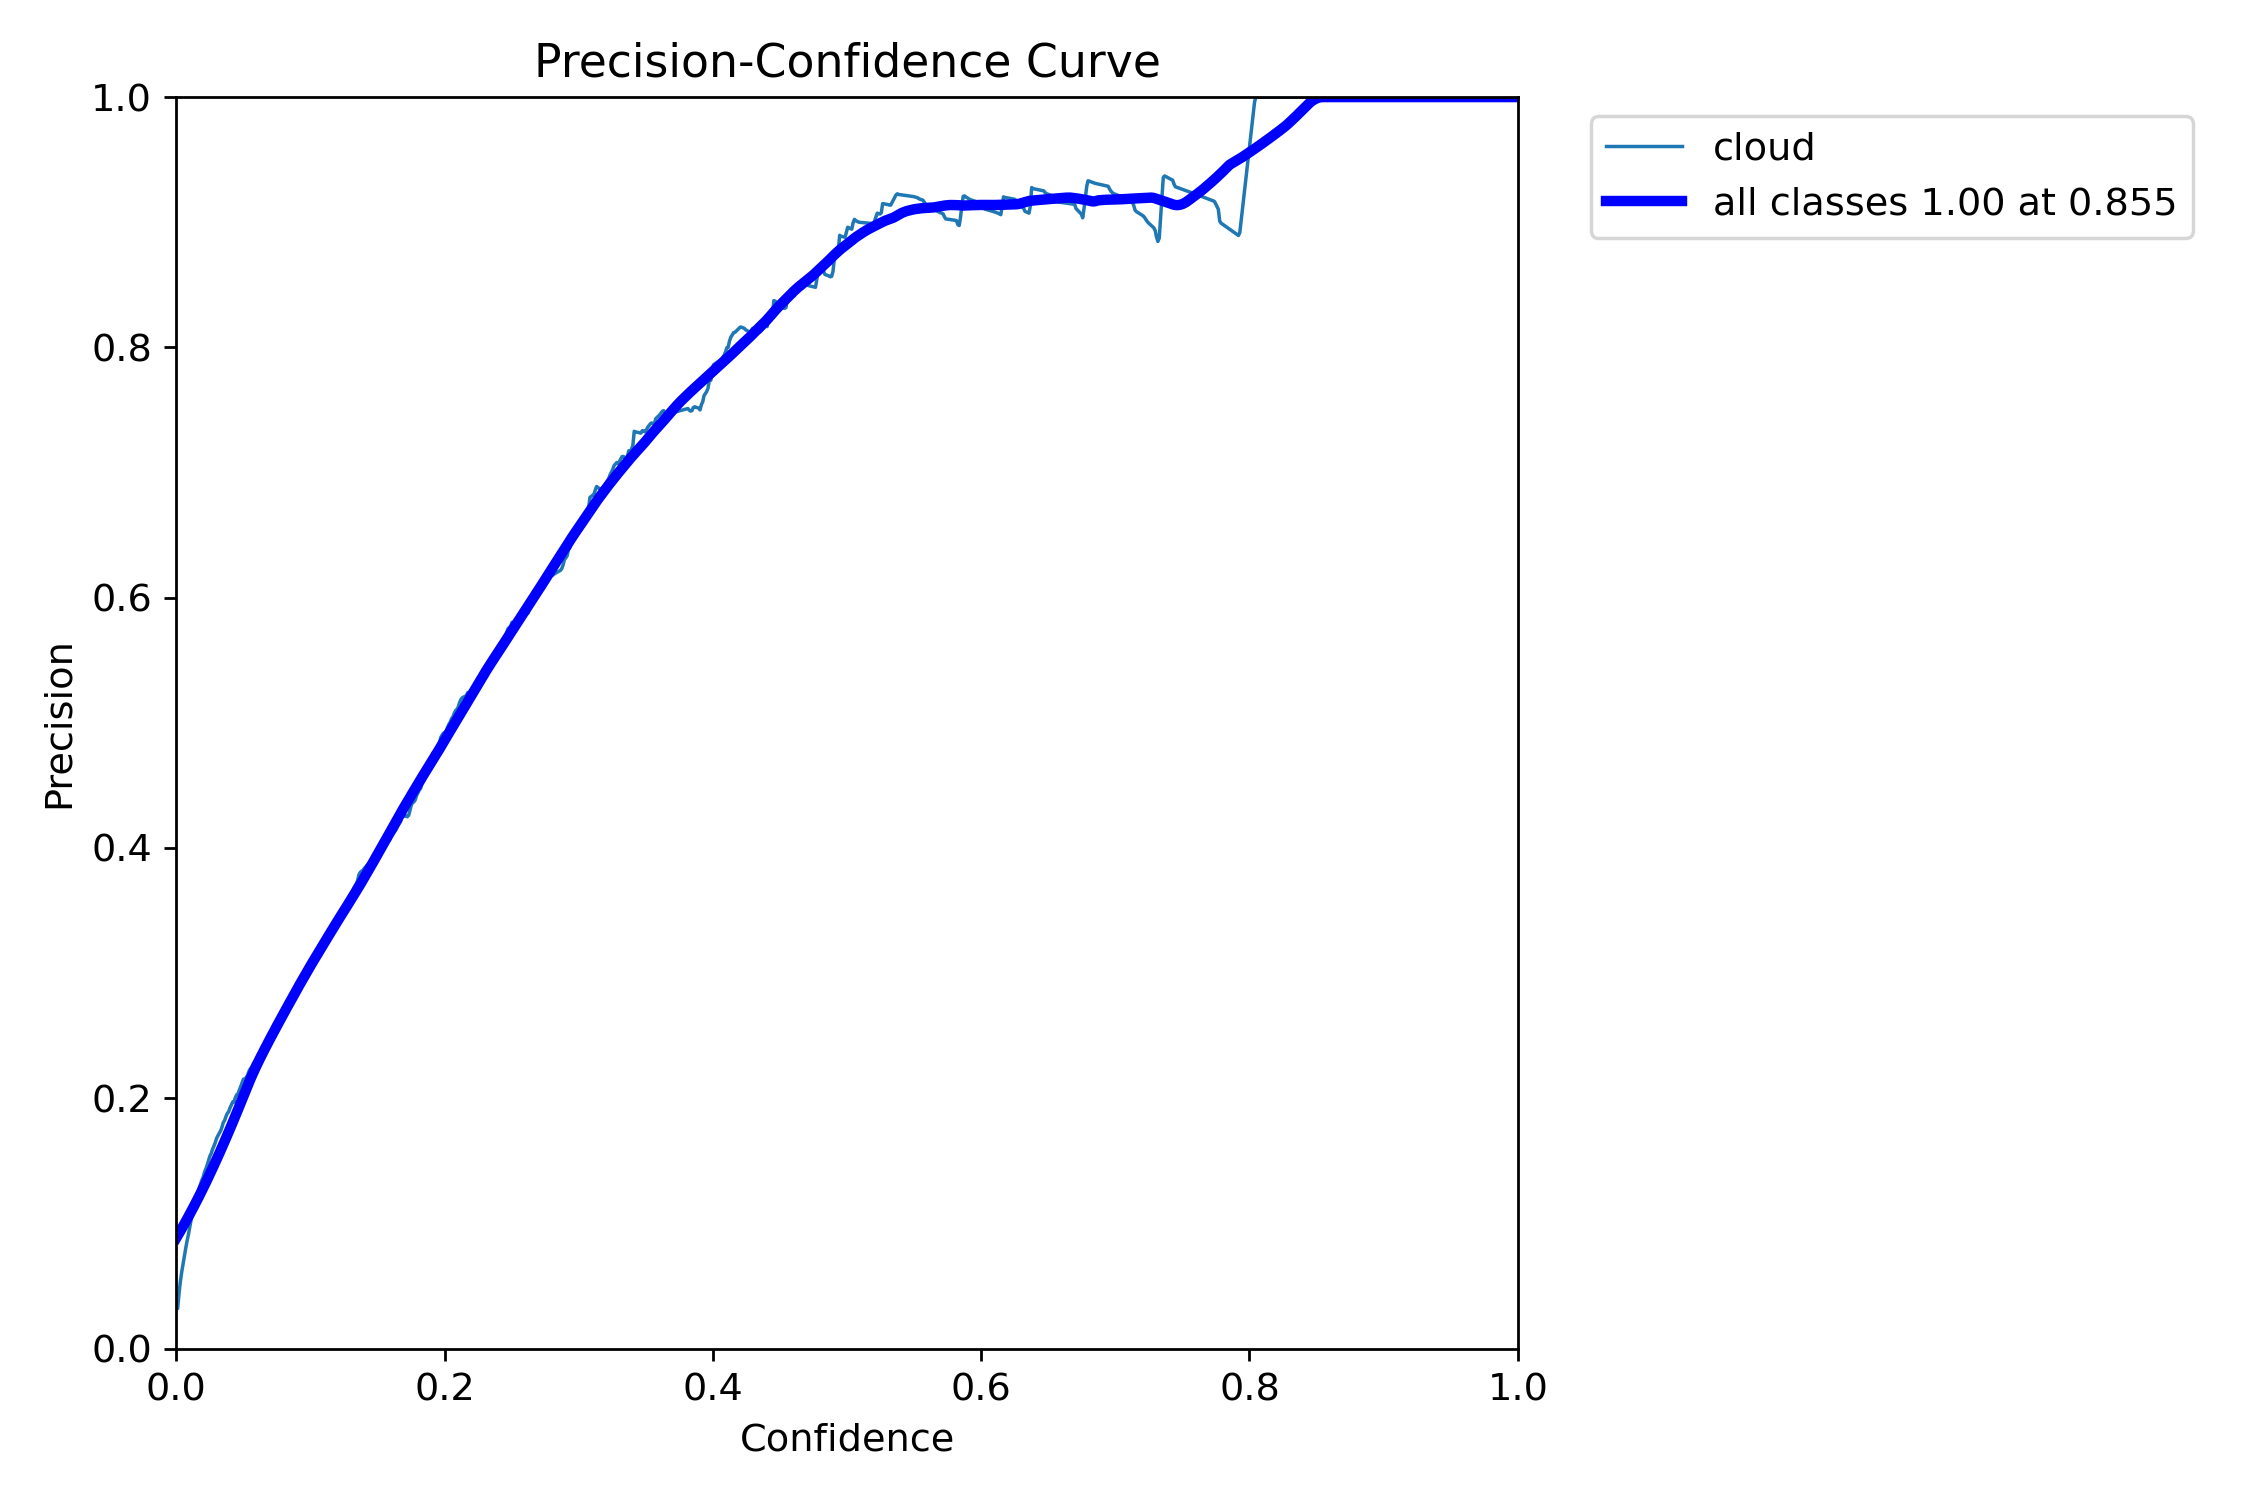 Precision-Confidence Curve
1.0
0.8
0.6
0.4
0.2
0.0
Precision
0.0 0.2 0.4 0.6 0.8 1.0
Confidence
cloud
all classes 1.00 at 0.855